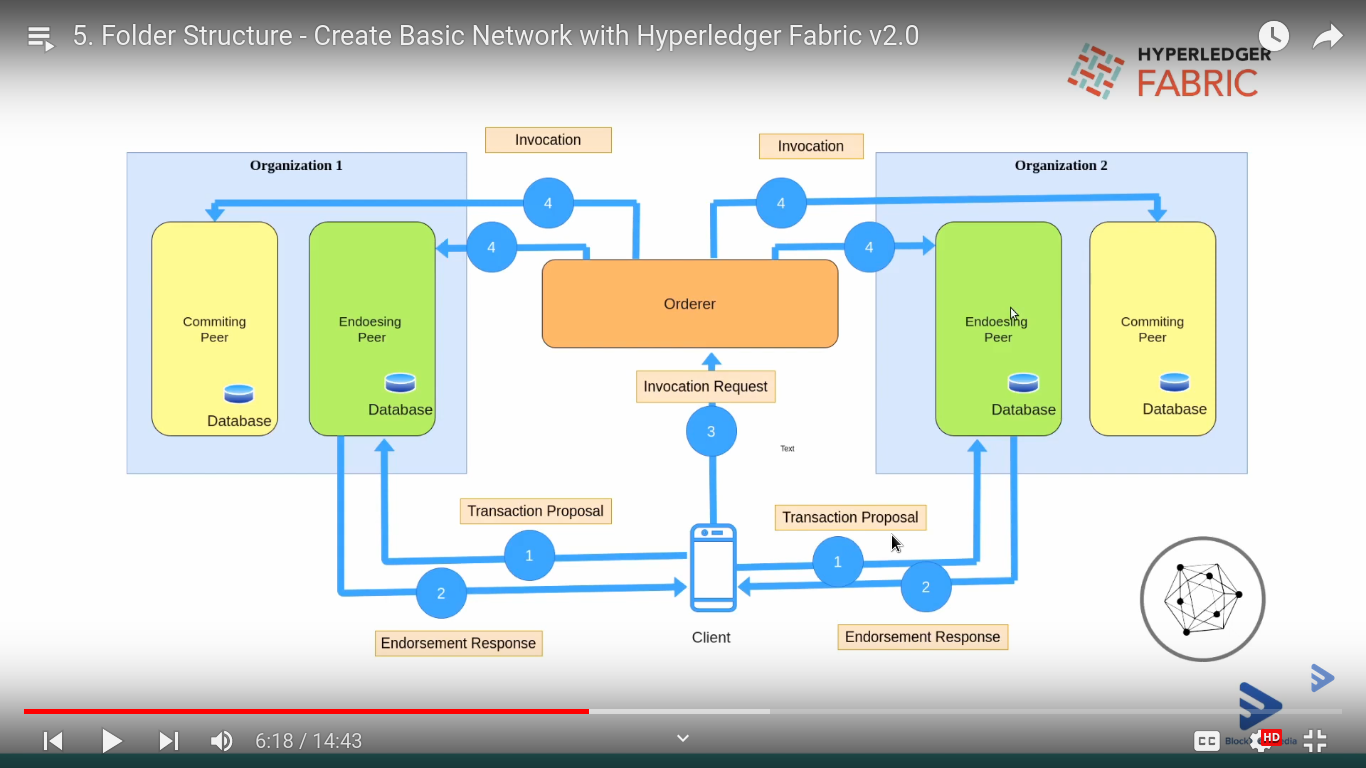 5. Folder Structure - Create Basic Network with Hyperledger Fabric v2.0
HYPERLEDGER
FABRIC
Invocation
Invocation
Organization 1
Organization 2
4
4
4
4
Orderer
Commiting
Peer
Endoesing
Peer
Endoesing
Peer
Commiting
Peer
Database
Database
Database
Database
Invocation Request
3
Text
Transaction Proposal
Transaction Proposal
1
1
2
2
Client
Endorsement Response
Endorsement Response
6:18 / 14:43
CC
HD